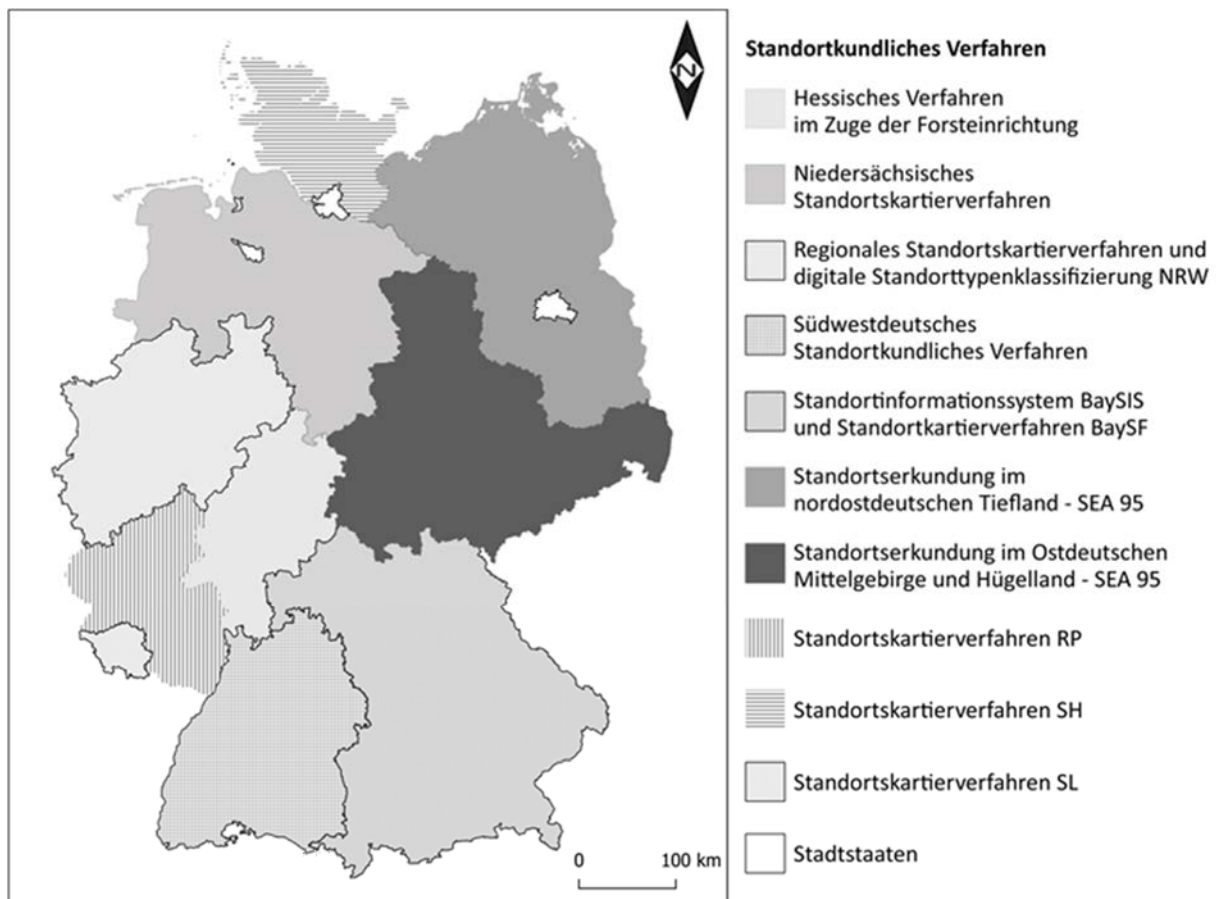 N
Standortkundliches Verfahren
Hessisches Verfahren
im Zuge der Forsteinrichtung
Niedersächsisches
Standortskartierverfahren
Regionales Standortskartierverfahren und
digitale Standorttypenklassifizierung NRW
Südwestdeutsches
Standortkundliches Verfahren
Standortinformationssystem BaySIS
und Standortkartierverfahren BaySF
Standortserkundung im
nordostdeutschen Tiefland - SEA 95
Standortserkundung im Ostdeutschen
Mittelgebirge und Hügelland - SEA 95
Standortskartierverfahren RP
Standortskartierverfahren SH
Standortskartierverfahren SL
Stadtstaaten
0 100 km